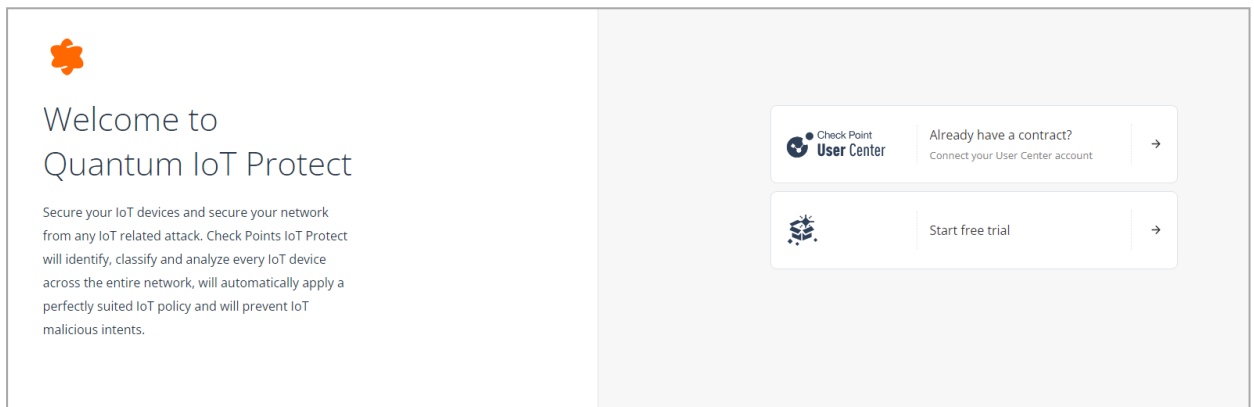 Welcome to
Quantum IoT Protect
Secure your IoT devices and secure your network
from any IoT related attack. Check Points IoT Protect
will identify, classify and analyze every IoT device
across the entire network, will automatically apply a
perfectly suited IoT policy and will prevent IoT
malicious intents.
Check Point
User Center
Already have a contract?
Connect your User Center account
Start free trial